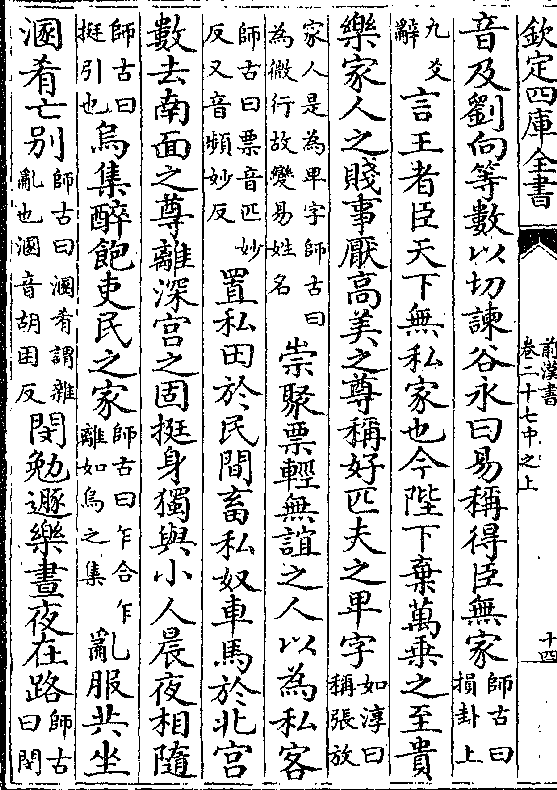 欽定四庫全書
前漢書
卷二十七中之上
十四
音及劉向等數以切諫谷永曰易稱得臣無家師古曰損卦上
九爻辭言王者臣天下無私家也今陛下棄萬乗之至貴
樂家人之賤事厭高美之尊稱好匹夫之卑字如淳曰稱張放
家人是為卑字師古曰為微行故變易姓名崇聚票輕無誼之人以為私客
師古曰票音匹妙反又音頻妙反置私田於民間畜私奴車馬於北宮
數去南面之尊離深宮之固挺身獨與小人晨夜相隨
師古曰挺引也烏集醉飽吏民之家師古曰乍合乍離如烏之集亂服共坐
溷肴亡别師古曰溷肴謂雜亂也溷音胡困反閔勉遯樂晝夜在路師古曰閔